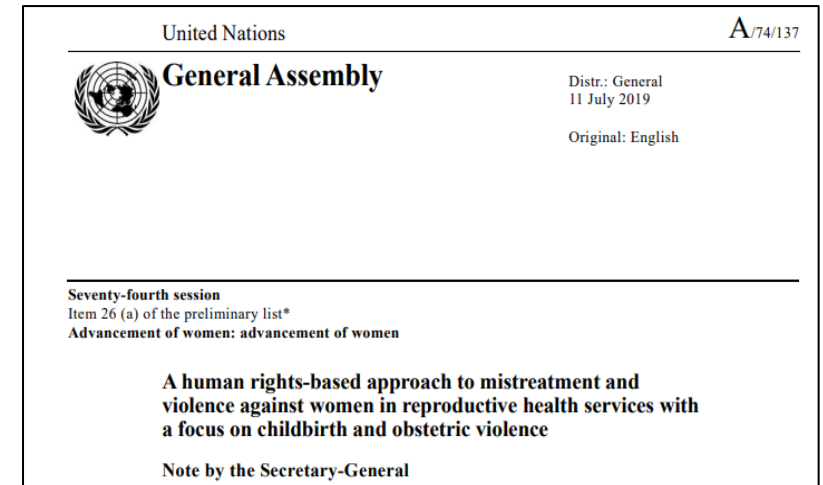 United Nations
A/74/137
General Assembly
Distr.: General
11 July 2019
Original: English
Seventy-fourth session
Item 26 (a) of the preliminary list*
Advancement of women: advancement of women
A human rights-based approach to mistreatment and
violence against women in reproductive health services with
a focus on childbirth and obstetric violence
Note by the Secretary-General